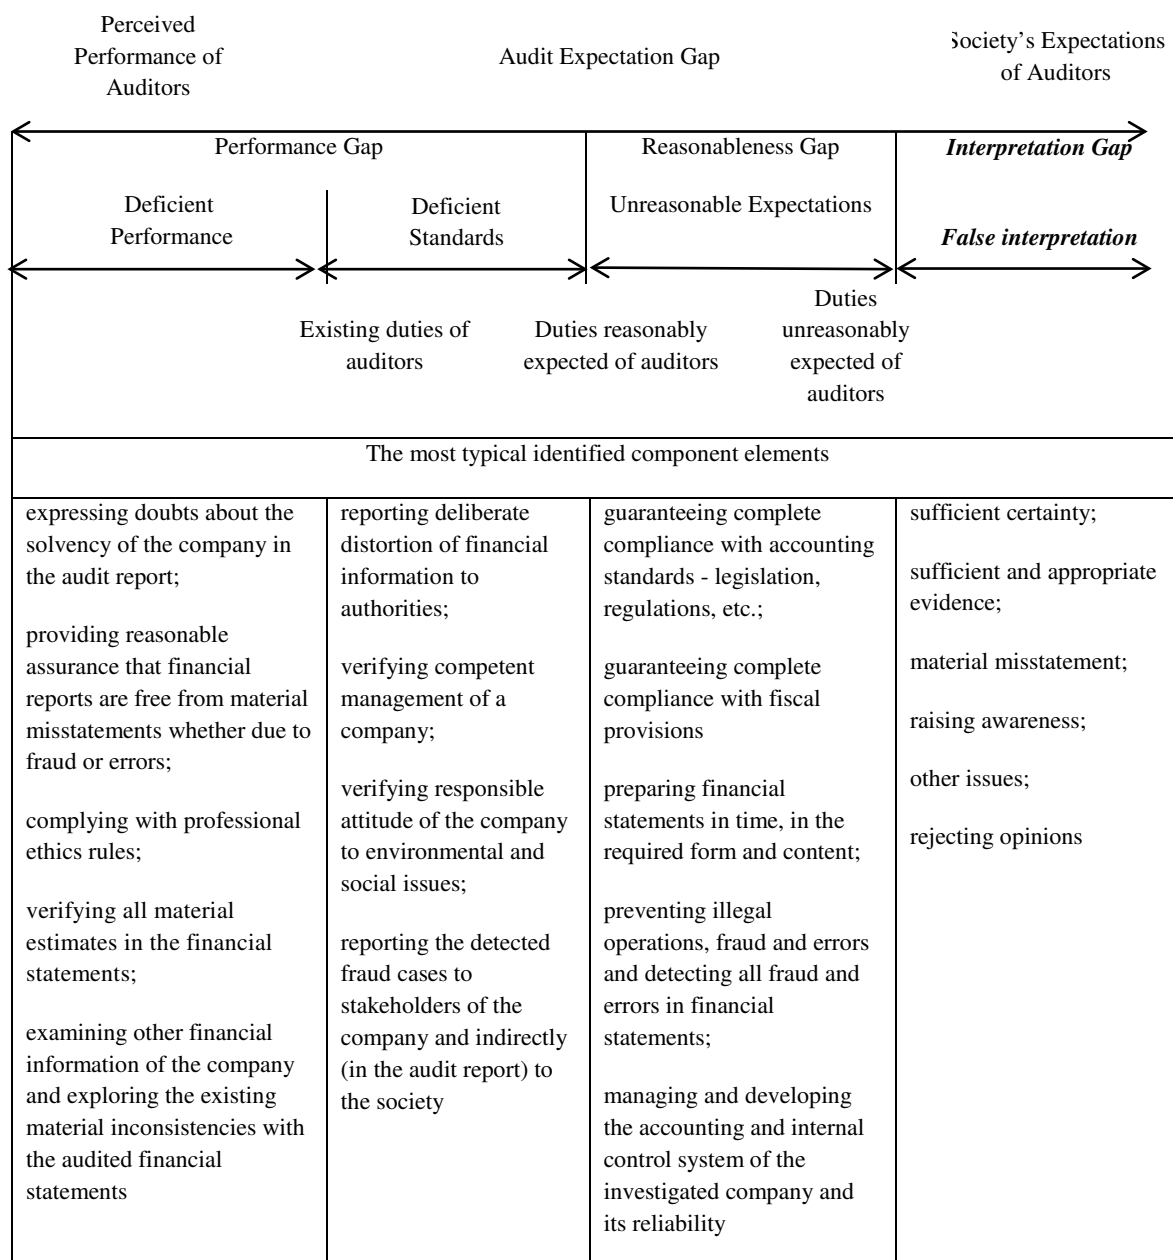 Perceived
Performance of
Auditors
Audit Expectation Gap
Society's Expectations
of Auditors
Performance Gap
Reasonableness Gap
Interpretation Gap
Deficient
Performance
Deficient
Standards
Unreasonable Expectations
False interpretation
Existing duties of
auditors
Duties reasonably
expected of auditors
Duties
unreasonably
expected of
auditors
The most typical identified component elements
expressing doubts about the
solvency of the company in
the audit report;
providing reasonable
assurance that financial
reports are free from material
misstatements whether due to
fraud or errors;
complying with professional
ethics rules;
verifying all material
estimates in the financial
statements;
examining other financial
information of the company
and exploring the existing
material inconsistencies with
the audited financial
statements
reporting deliberate
distortion of financial
information to
authorities;
verifying competent
management of a
company;
verifying responsible
attitude of the company
to environmental and
social issues;
reporting the detected
fraud cases to
stakeholders of the
company and indirectly
(in the audit report) to
the society
guaranteeing complete
compliance with accounting
standards - legislation,
regulations, etc.;
guaranteeing complete
compliance with fiscal
provisions
preparing financial
statements in time, in the
required form and content;
preventing illegal
operations, fraud and errors
and detecting all fraud and
errors in financial
statements;
managing and developing
the accounting and internal
control system of the
investigated company and
its reliability
sufficient certainty;
sufficient and appropriate
evidence;
material misstatement;
raising awareness;
other issues;
rejecting opinions